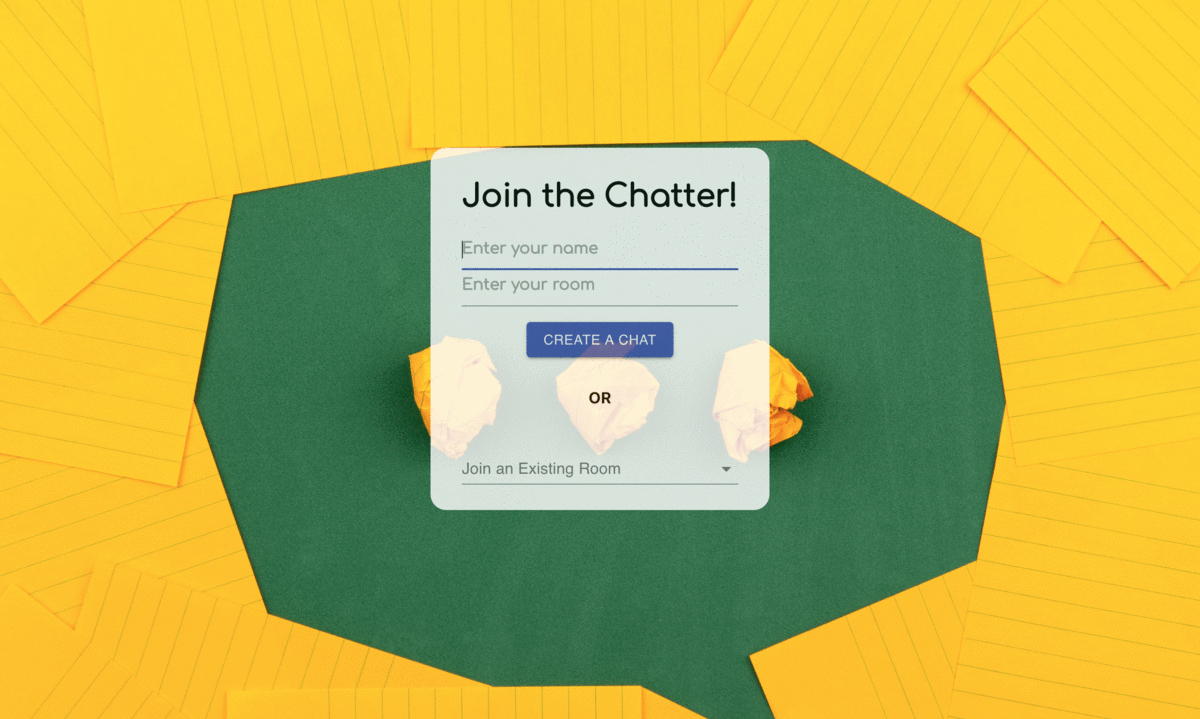 Join the Chatter!
Enter your name
Enter your room
CREATE A CHAT
OR
Join an Existing Room